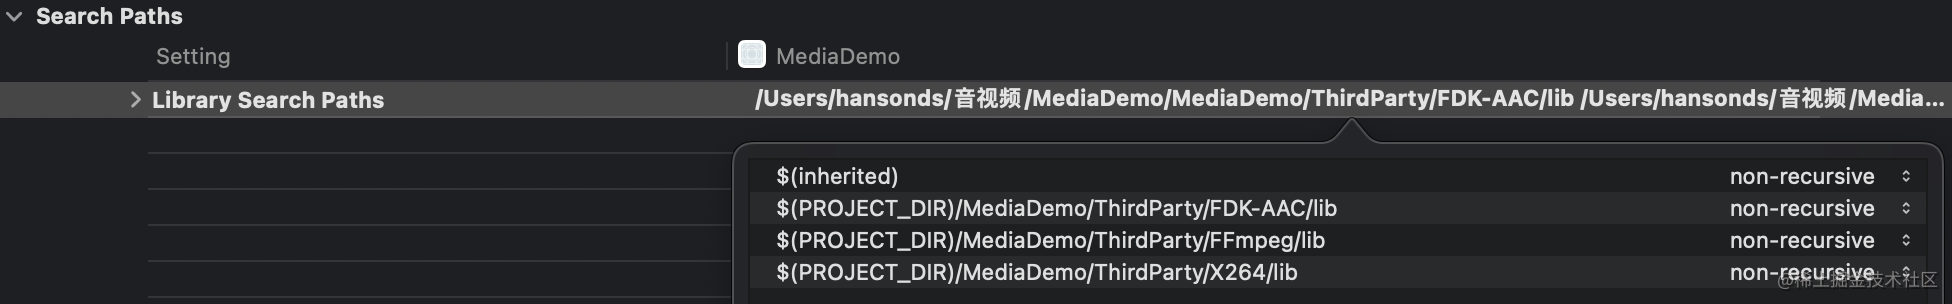 Search Paths
Setting MediaDemo
Library Search Paths /Users/hansonds/音视频/MediaDemo/MediaDemo/ThirdParty/FDK-AAC/lib /Users/hansonds/音视频/Media...
$(inherited) non-recursive
$(PROJECT_DIR)/MediaDemo/ThirdParty/FDK-AAC/lib non-recursive
$(PROJECT_DIR)/MediaDemo/ThirdParty/FFmpeg/lib non-recursive
$(PROJECT_DIR)/MediaDemo/ThirdParty/X264/lib non-recursive
@稀土掘金技术社区